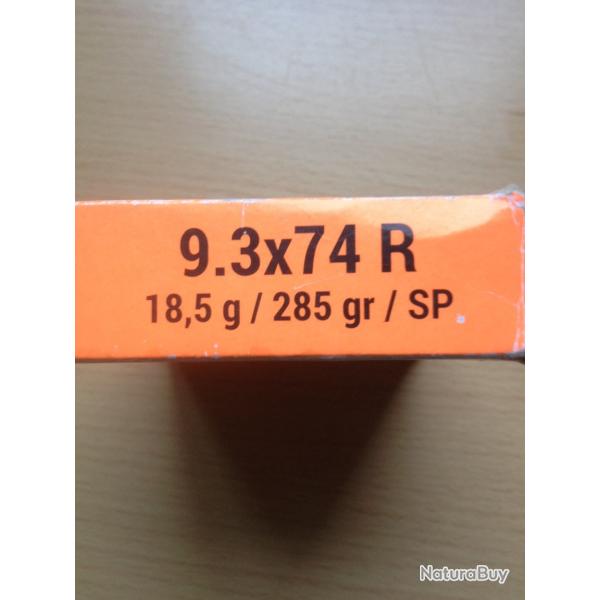 9.3x74 R
18,5 g / 285 gr / SP
NaturaBuy